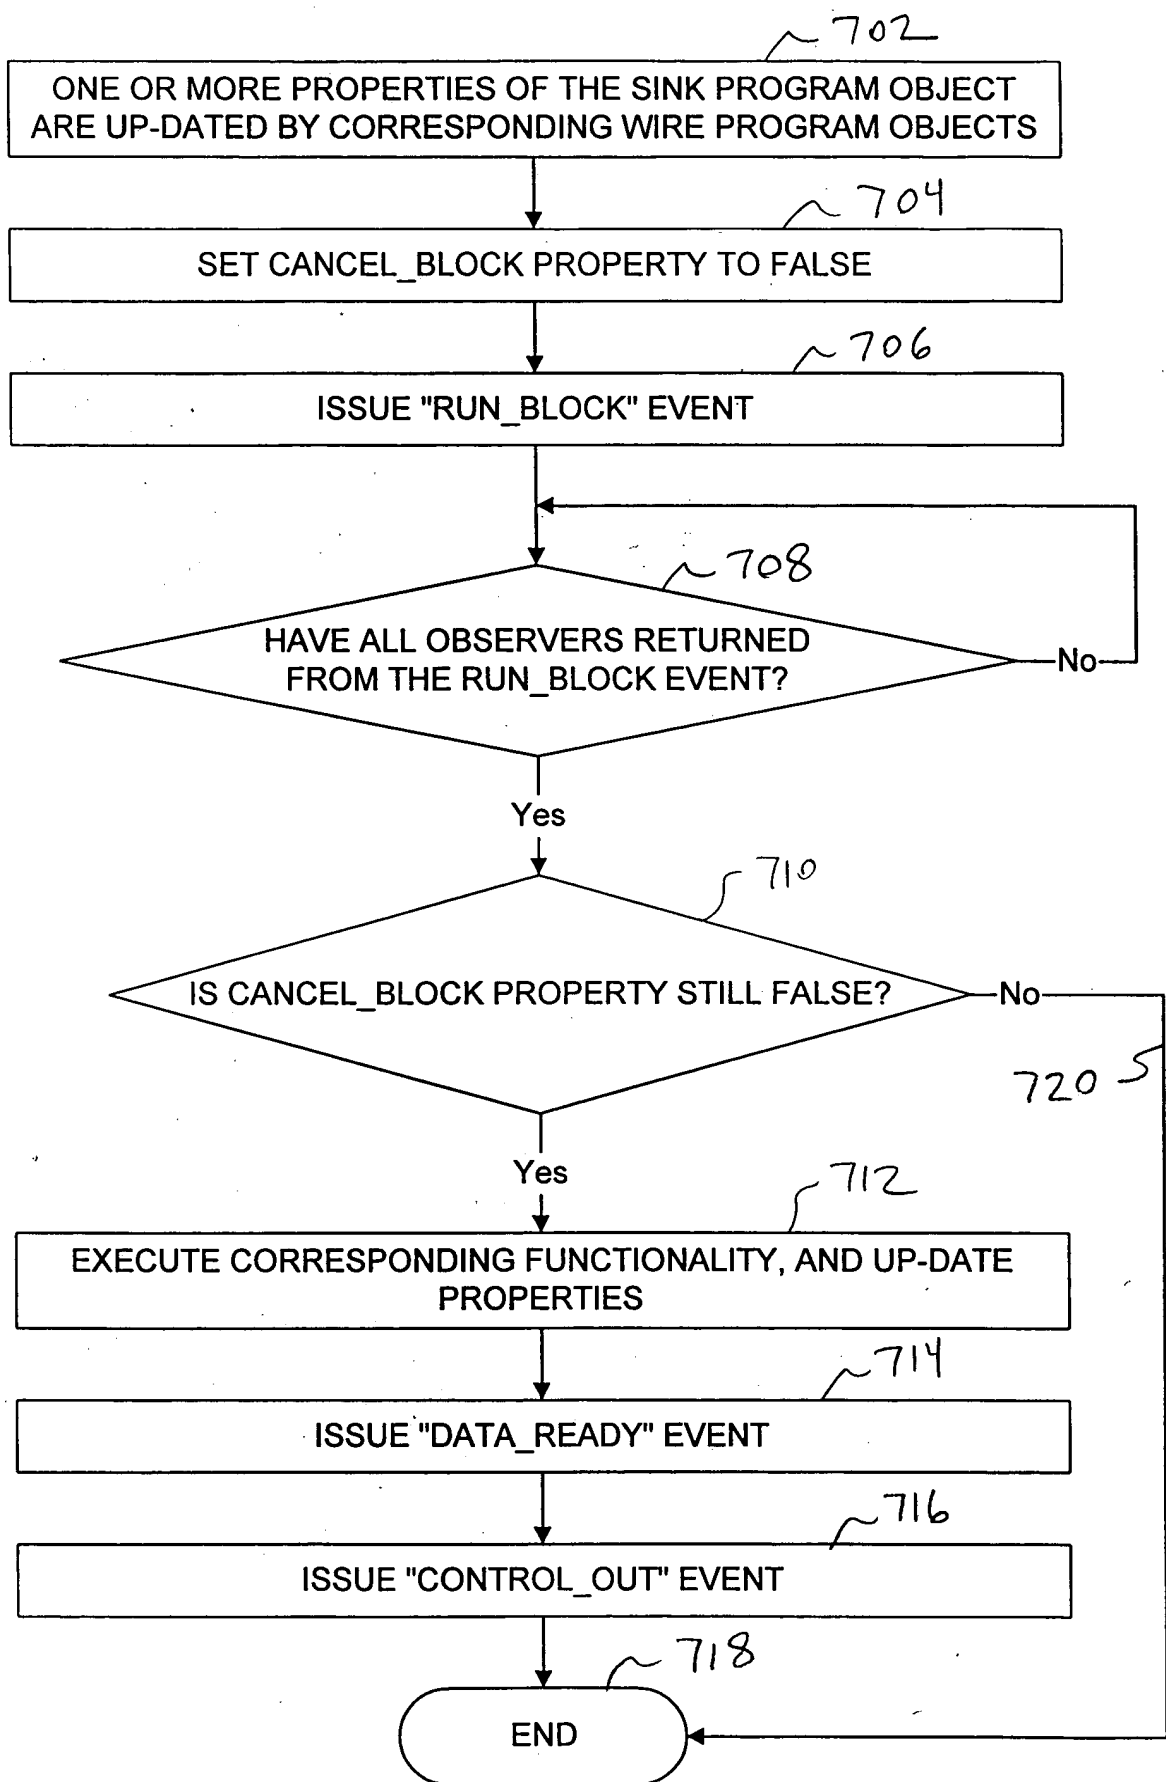 702
ONE OR MORE PROPERTIES OF THE SINK PROGRAM OBJECT
ARE UP-DATED BY CORRESPONDING WIRE PROGRAM OBJECTS
704
SET CANCEL_BLOCK PROPERTY TO FALSE
706
ISSUE "RUN_BLOCK" EVENT
708
HAVE ALL OBSERVERS RETURNED
FROM THE RUN_BLOCK EVENT?
No
Yes
710
IS CANCEL_BLOCK PROPERTY STILL FALSE?
No
720
Yes
712
EXECUTE CORRESPONDING FUNCTIONALITY, AND UP-DATE
PROPERTIES
714
ISSUE "DATA_READY" EVENT
716
ISSUE "CONTROL_OUT" EVENT
718
END